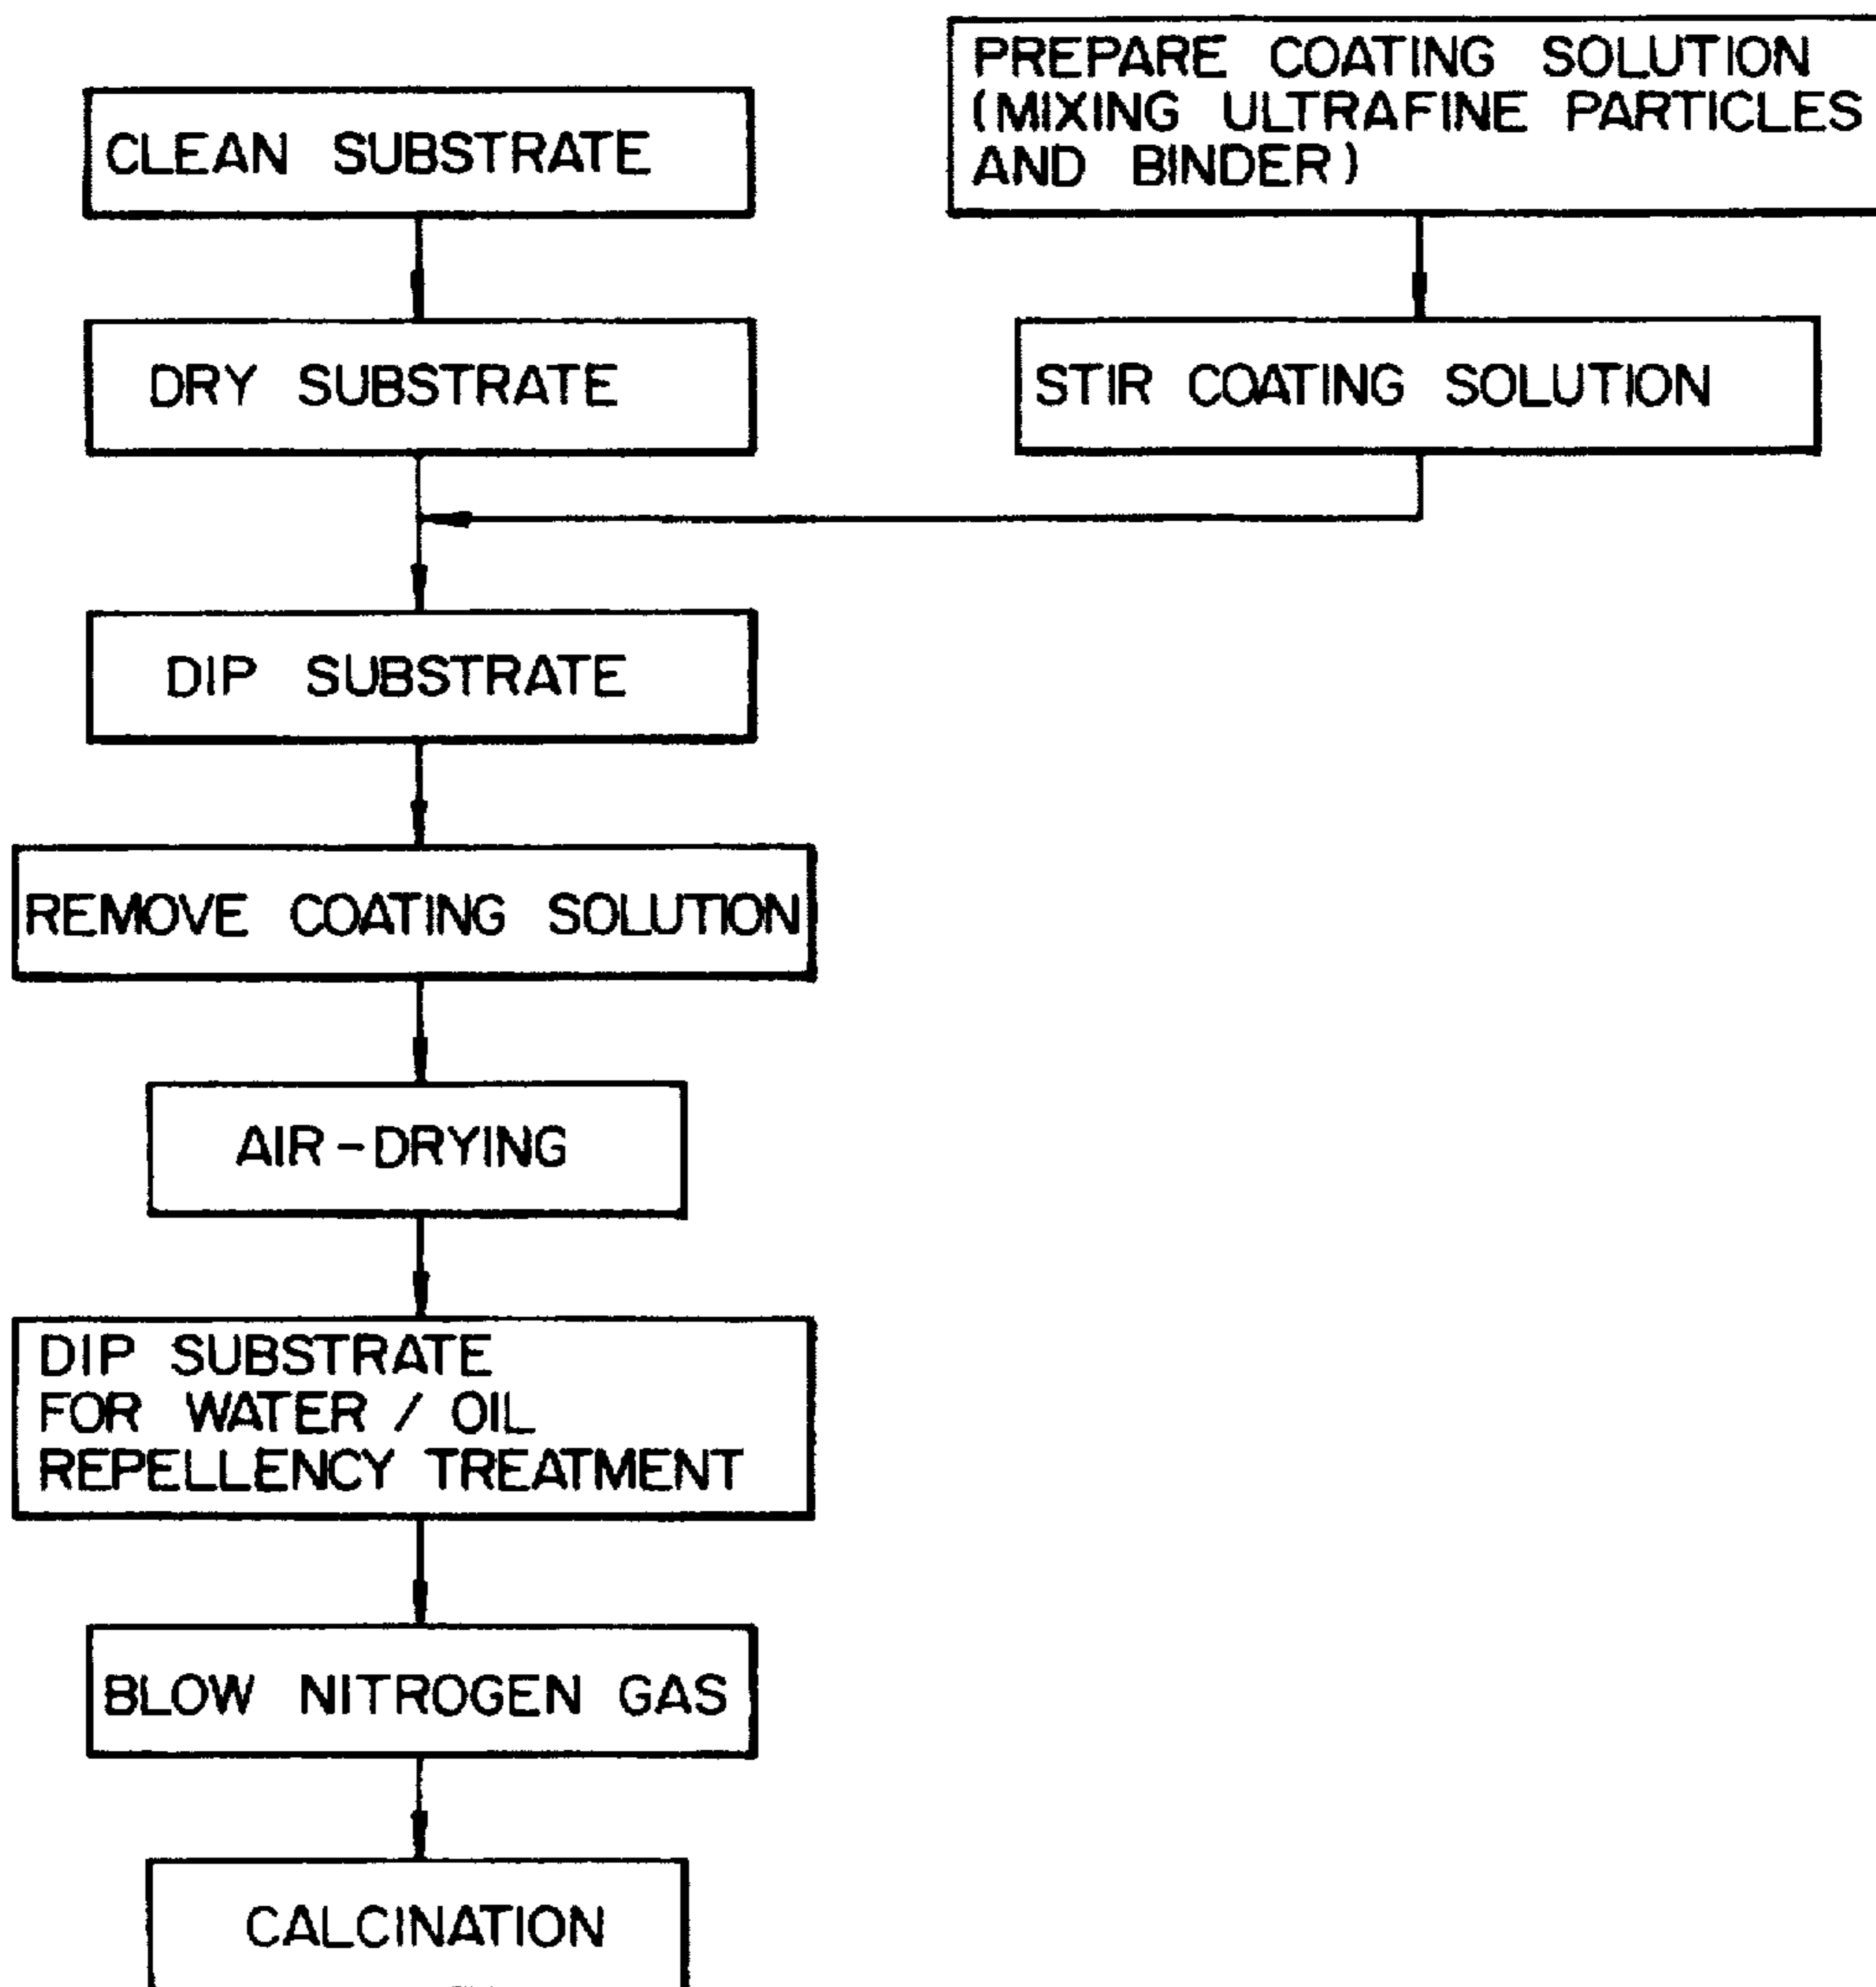 CLEAN SUBSTRATE
PREPARE COATING SOLUTION
(MIXING ULTRAFINE PARTICLES
AND BINDER)
DRY SUBSTRATE
STIR COATING SOLUTION
DIP SUBSTRATE
REMOVE COATING SOLUTION
AIR-DRYING
DIP SUBSTRATE
FOR WATER / OIL
REPELLENCY TREATMENT
BLOW NITROGEN GAS
CALCINATION